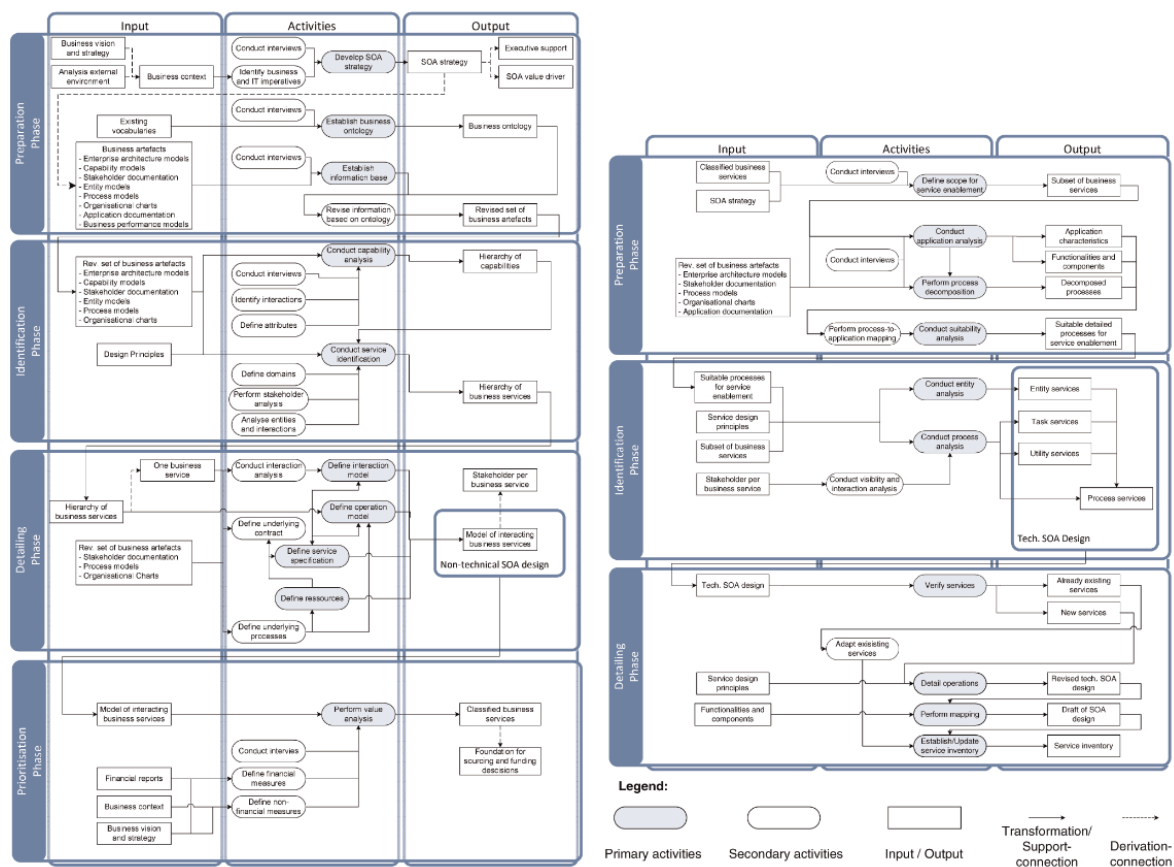 Input
Activities
Output
Preparation
Phase
Business vision
and strategy
Analysis external
environment
Business context
Conduct interviews
Identify business
and IT imperatives
Develop SOA
strategy
SOA strategy
Executive support
SOA value driver
Existing
vocabularies
Conduct interviews
Establish business
ontology
Business ontology
Business artefacts
- Enterprise architecture models
- Capability models
- Stakeholder documentation
- Entity models
- Process models
- Organisational charts
- Application documentation
- Business performance models
Conduct interviews
Establish
information base
Revise information
based on ontology
Revised set of
business artefacts
Identification
Phase
Rev. set of business artefacts
- Enterprise architecture models
- Capability models
- Stakeholder documentation
- Entity models
- Process models
- Organisational charts
Conduct capability
analysis
Hierarchy of
capabilities
Conduct interviews
Identify interactions
Define attributes
Design Principles
Conduct service
identification
Define domains
Perform stakeholder
analysis
Analyse entities
and interactions
Hierarchy of
business services
Detailing
Phase
One business
service
Conduct interaction
analysis
Define interaction
model
Stakeholder per
business service
Hierarchy of
business services
Define operation
model
Define underlying
contract
Model of interacting
business services
Non-technical SOA design
Rev. set of business artefacts
- Stakeholder documentation
- Process models
- Organisational Charts
Define service
specification
Define ressources
Define underlying
processes
Prioritisation
Phase
Model of interacting
business services
Perform value
analysis
Classified business
services
Conduct intervies
Foundation for
sourcing and funding
descisions
Financial reports
Define financial
measures
Business context
Define non-
financial measures
Business vision
and strategy
Input
Activities
Output
Preparation
Phase
Classified business
services
SOA strategy
Conduct interviews
Define scope for
service enablement
Subset of business
services
Conduct
application analysis
Application
characteristics
Functionalities and
components
Rev. set of business artefacts
- Enterprise architecture models
- Stakeholder documentation
- Process models
- Organisational charts
- Application documentation
Conduct interviews
Perform process
decomposition
Decomposed
processes
Perform process-to-
application mapping
Conduct suitability
analysis
Suitable detailed
processes for
service enablement
Identification
Phase
Suitable processes
for service
enablement
Conduct entity
analysis
Entity services
Service design
principles
Conduct process
analysis
Task services
Subset of
business services
Utility services
Stakeholder per
business service
Conduct visiblity and
interaction analysis
Process services
Tech. SOA Design
Detailing
Phase
Tech. SOA design
Verify services
Already existing
services
New services
Adapt exisisting
services
Service design
principles
Detail operations
Revised tech. SOA
design
Functionalities and
components
Perform mapping
Draft of SOA
design
Establish/Update
service inventory
Service inventory
Legend:
Primary activities
Secondary activities
Input / Output
Transformation/
Support-
connection
Derivation-
connection